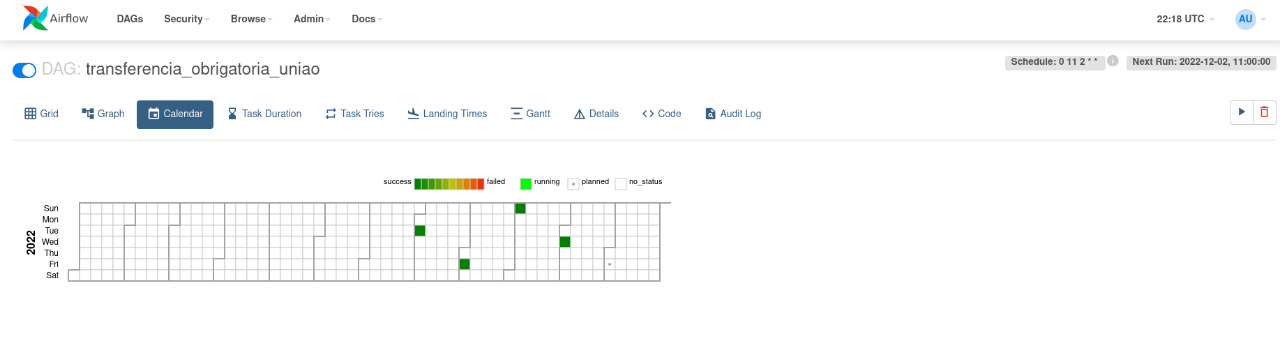 Airflow DAGs Security Browse Admin Docs 22:18 UTC AU
DAG: transferencia_obrigatoria_uniao Schedule: 0 11 2 * * i Next Run: 2022-12-02, 11:00:00
Grid Graph Calendar Task Duration Task Tries Landing Times Gantt Details Code Audit Log
success failed running planned no_status
2022
Sun
Mon
Tue
Wed
Thu
Fri
Sat